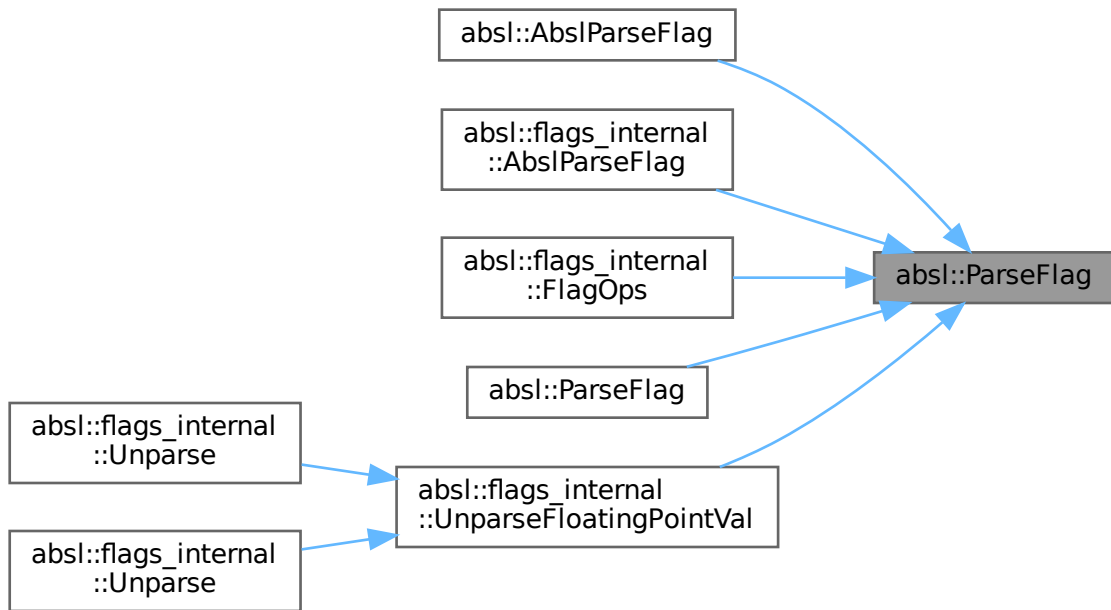 absl::AbslParseFlag
absl::flags_internal
::AbslParseFlag
absl::flags_internal
::FlagOps
absl::ParseFlag
absl::ParseFlag
absl::flags_internal
::Unparse
absl::flags_internal
::UnparseFloatingPointVal
absl::flags_internal
::Unparse